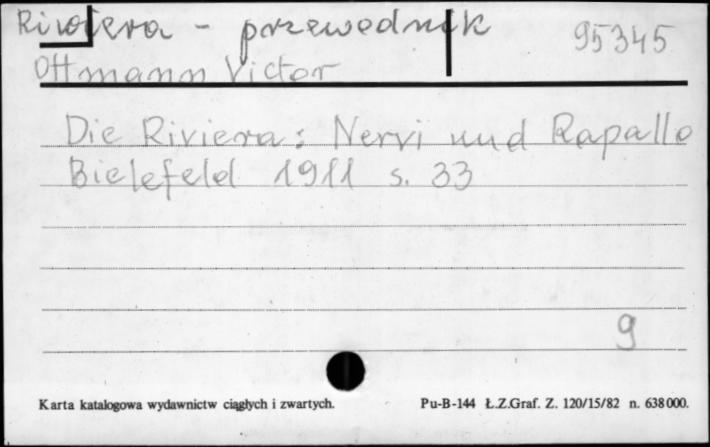 Riwiera - przewodnik 95345
Ottmann Victor
Die Riviera: Nervi und Rapallo
Bielefeld 1911 s. 33
9
Karta katalogowa wydawnictw ciągłych i zwartych. Pu-B-144 Ł.Z.Graf. Z. 120/15/82 n. 638000.